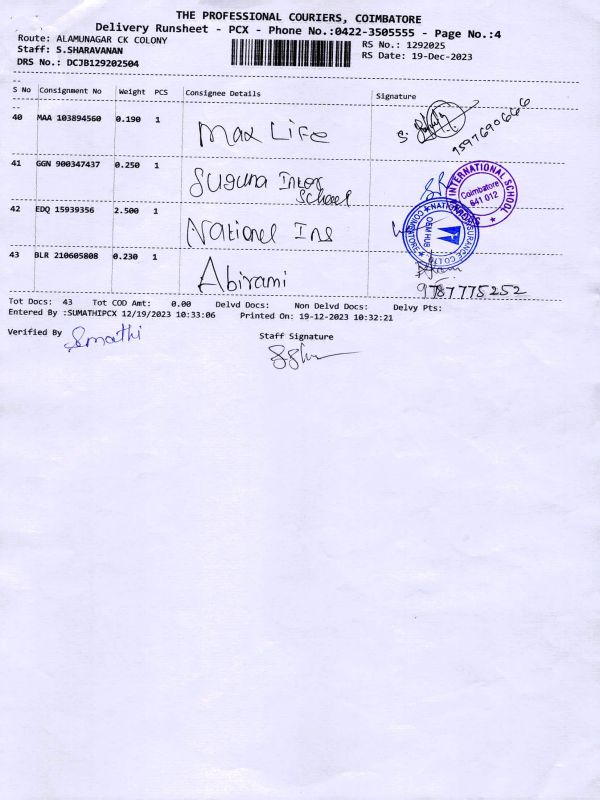 THE PROFESSIONAL COURIERS, COIMBATORE
Delivery Runsheet - PCX - Phone No.:0422-3505555 - Page No.:4
Route: ALAMUNAGAR CK COLONY
RS No.: 1292025
Staff: S.SHARAVANAN
RS Date: 19-Dec-2023
DRS No.: DCJB129202504
S No Consignment No Weight PCS Consignee Details Signature
40 MAA 103894560 0.190 1 Max Life
41 GGN 900347437 0.250 1 Suguna Inter School
INTERNATIONAL SCHOOL
Coimbatore
641 012
42 EDQ 15939356 2.500 1 National Ins
43 BLR 210605808 0.230 1 Abirami
9787775252
Tot Docs: 43 Tot COD Amt: 0.00 Delvd Docs: Non Delvd Docs: Delvy Pts:
Entered By :SUMATHIPCX 12/19/2023 10:33:06 Printed On: 19-12-2023 10:32:21
Verified By Sumathi
Staff Signature